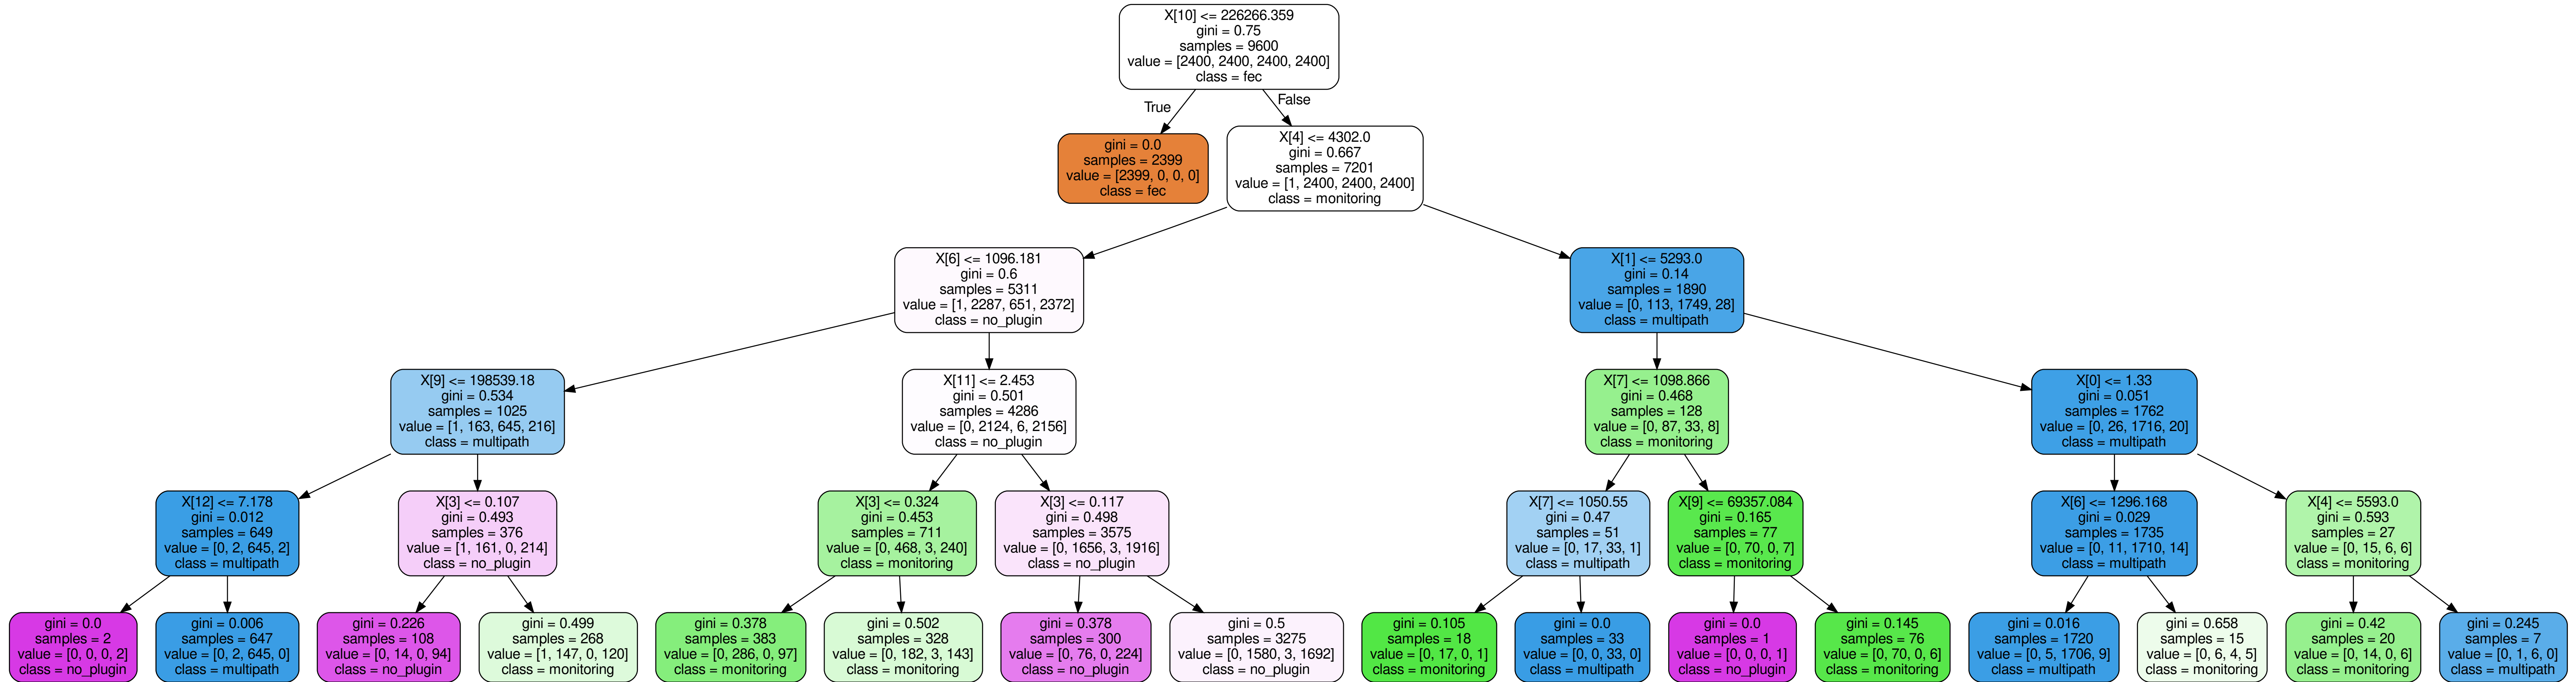 X[10] <= 226266.359
gini = 0.75
samples = 9600
value = [2400, 2400, 2400, 2400]
class = fec
True
False
gini = 0.0
samples = 2399
value = [2399, 0, 0, 0]
class = fec
X[4] <= 4302.0
gini = 0.667
samples = 7201
value = [1, 2400, 2400, 2400]
class = monitoring
X[6] <= 1096.181
gini = 0.6
samples = 5311
value = [1, 2287, 651, 2372]
class = no_plugin
X[1] <= 5293.0
gini = 0.14
samples = 1890
value = [0, 113, 1749, 28]
class = multipath
X[9] <= 198539.18
gini = 0.534
samples = 1025
value = [1, 163, 645, 216]
class = multipath
X[11] <= 2.453
gini = 0.501
samples = 4286
value = [0, 2124, 6, 2156]
class = no_plugin
X[7] <= 1098.866
gini = 0.468
samples = 128
value = [0, 87, 33, 8]
class = monitoring
X[0] <= 1.33
gini = 0.051
samples = 1762
value = [0, 26, 1716, 20]
class = multipath
X[12] <= 7.178
gini = 0.012
samples = 649
value = [0, 2, 645, 2]
class = multipath
X[3] <= 0.107
gini = 0.493
samples = 376
value = [1, 161, 0, 214]
class = no_plugin
X[3] <= 0.324
gini = 0.453
samples = 711
value = [0, 468, 3, 240]
class = monitoring
X[3] <= 0.117
gini = 0.498
samples = 3575
value = [0, 1656, 3, 1916]
class = no_plugin
X[7] <= 1050.55
gini = 0.47
samples = 51
value = [0, 17, 33, 1]
class = multipath
X[9] <= 69357.084
gini = 0.165
samples = 77
value = [0, 70, 0, 7]
class = monitoring
X[6] <= 1296.168
gini = 0.029
samples = 1735
value = [0, 11, 1710, 14]
class = multipath
X[4] <= 5593.0
gini = 0.593
samples = 27
value = [0, 15, 6, 6]
class = monitoring
gini = 0.0
samples = 2
value = [0, 0, 0, 2]
class = no_plugin
gini = 0.006
samples = 647
value = [0, 2, 645, 0]
class = multipath
gini = 0.226
samples = 108
value = [0, 14, 0, 94]
class = no_plugin
gini = 0.499
samples = 268
value = [1, 147, 0, 120]
class = monitoring
gini = 0.378
samples = 383
value = [0, 286, 0, 97]
class = monitoring
gini = 0.502
samples = 328
value = [0, 182, 3, 143]
class = monitoring
gini = 0.378
samples = 300
value = [0, 76, 0, 224]
class = no_plugin
gini = 0.5
samples = 3275
value = [0, 1580, 3, 1692]
class = no_plugin
gini = 0.105
samples = 18
value = [0, 17, 0, 1]
class = monitoring
gini = 0.0
samples = 33
value = [0, 0, 33, 0]
class = multipath
gini = 0.0
samples = 1
value = [0, 0, 0, 1]
class = no_plugin
gini = 0.145
samples = 76
value = [0, 70, 0, 6]
class = monitoring
gini = 0.016
samples = 1720
value = [0, 5, 1706, 9]
class = multipath
gini = 0.658
samples = 15
value = [0, 6, 4, 5]
class = monitoring
gini = 0.42
samples = 20
value = [0, 14, 0, 6]
class = monitoring
gini = 0.245
samples = 7
value = [0, 1, 6, 0]
class = multipath